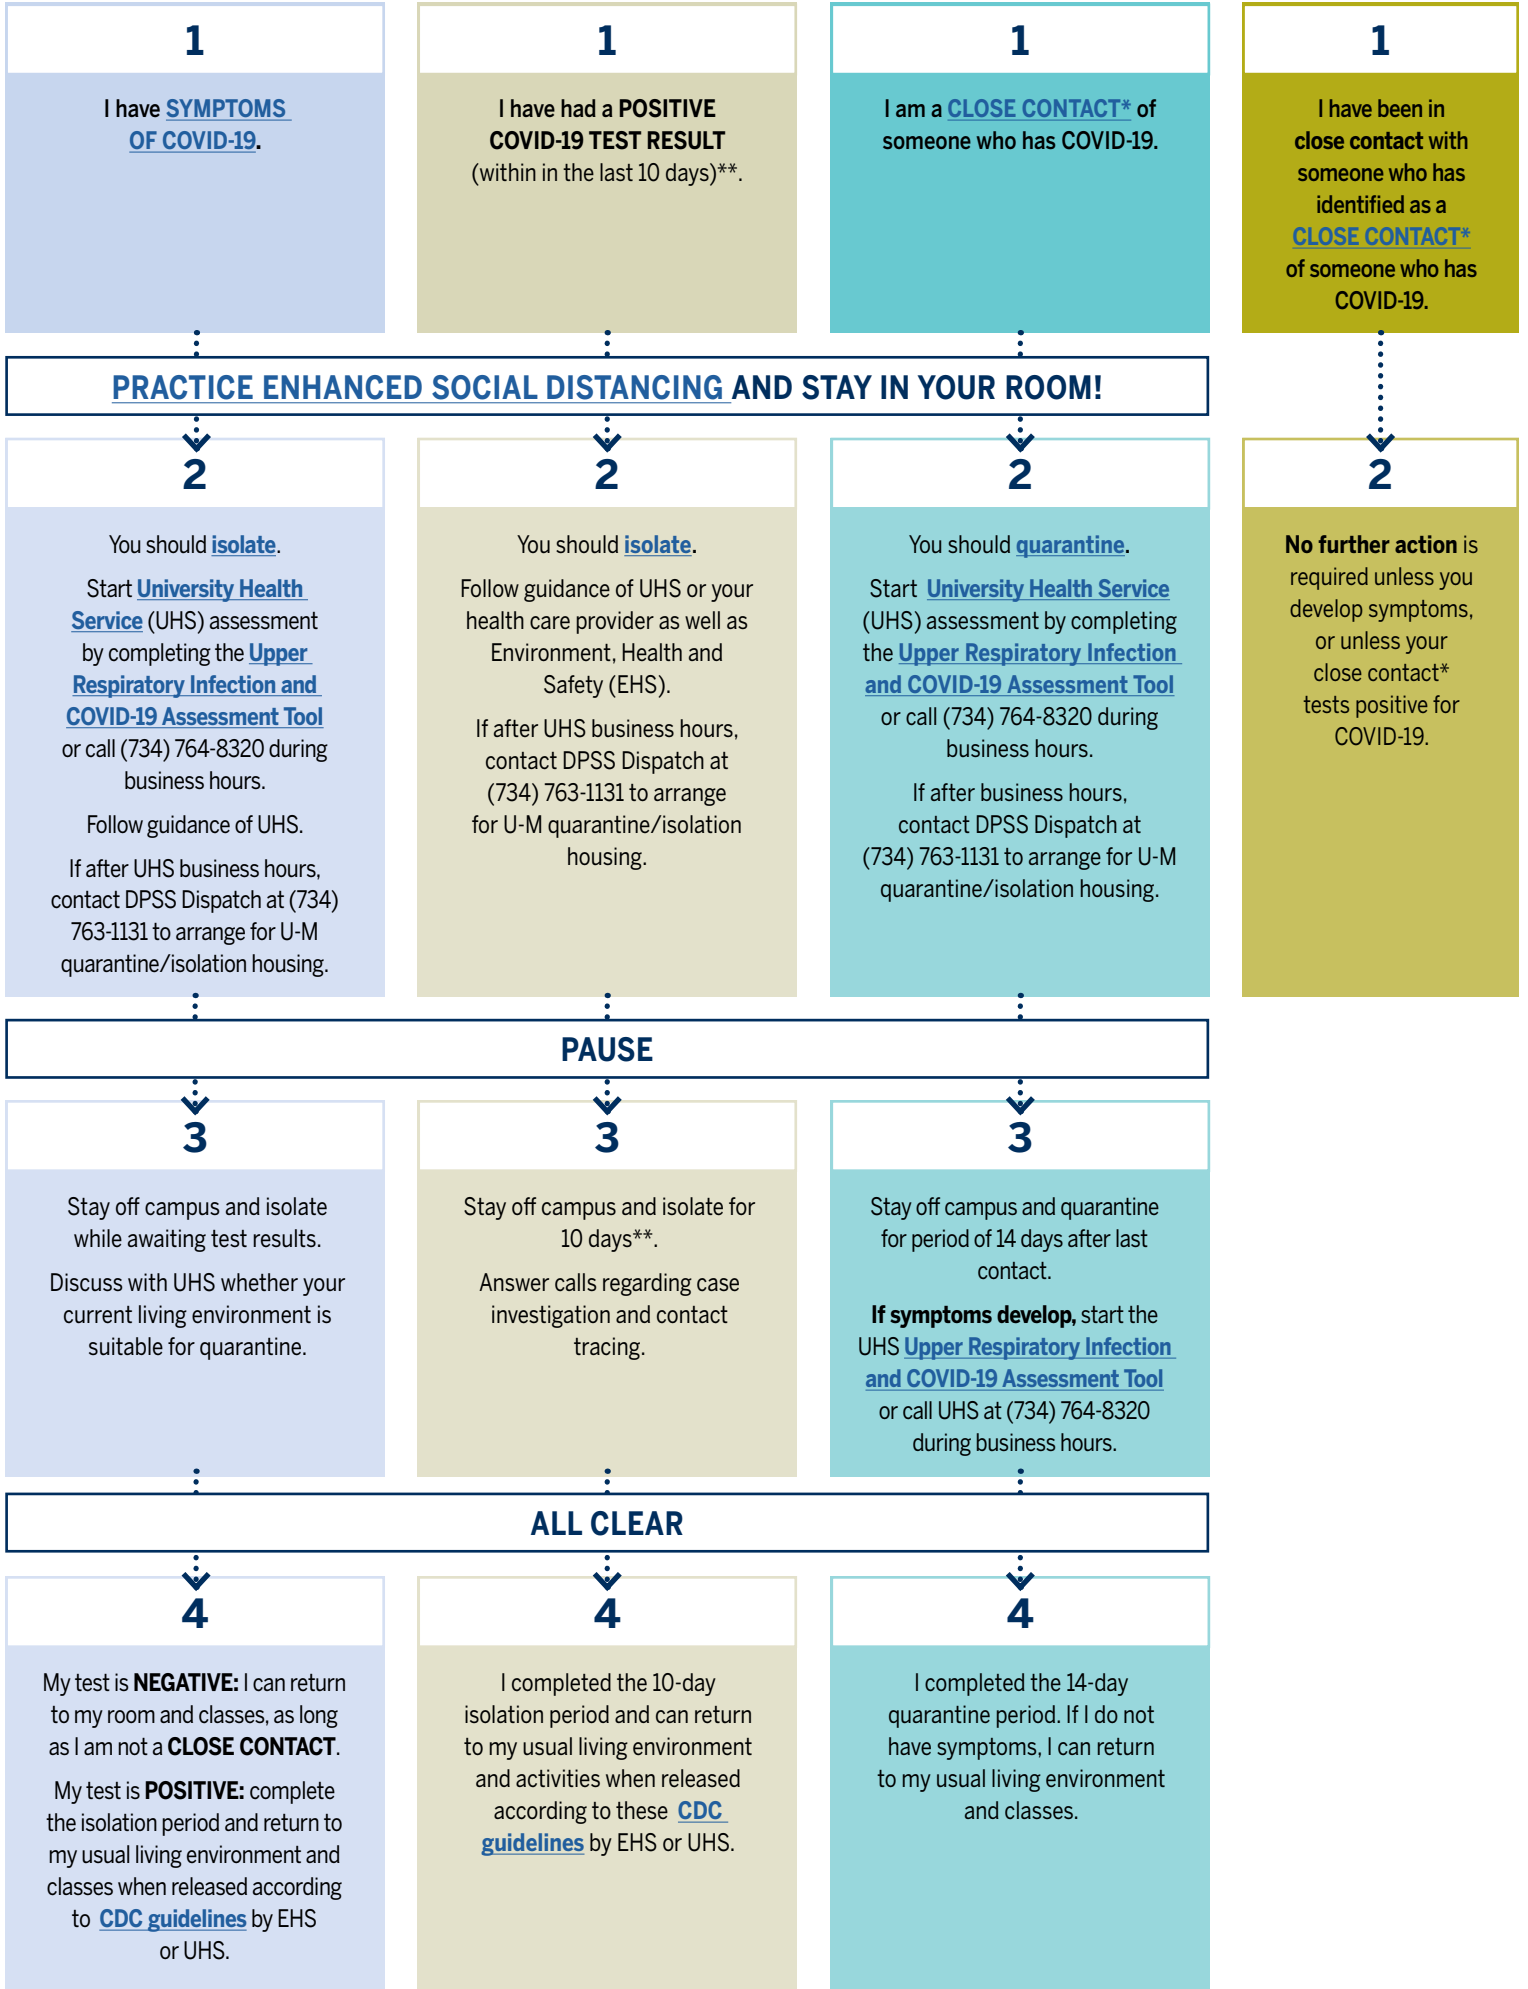 1
I have SYMPTOMS
OF COVID-19.
1
I have had a POSITIVE
COVID-19 TEST RESULT
(within in the last 10 days)**.
1
I am a CLOSE CONTACT* of
someone who has COVID-19.
1
I have been in
close contact with
someone who has
identified as a
CLOSE CONTACT*
of someone who has
COVID-19.
PRACTICE ENHANCED SOCIAL DISTANCING AND STAY IN YOUR ROOM!
2
You should isolate.
Start University Health
Service (UHS) assessment
by completing the Upper
Respiratory Infection and
COVID-19 Assessment Tool
or call (734) 764-8320 during
business hours.
Follow guidance of UHS.
If after UHS business hours,
contact DPSS Dispatch at (734)
763-1131 to arrange for U-M
quarantine/isolation housing.
2
You should isolate.
Follow guidance of UHS or your
health care provider as well as
Environment, Health and
Safety (EHS).
If after UHS business hours,
contact DPSS Dispatch at
(734) 763-1131 to arrange
for U-M quarantine/isolation
housing.
2
You should quarantine.
Start University Health Service
(UHS) assessment by completing
the Upper Respiratory Infection
and COVID-19 Assessment Tool
or call (734) 764-8320 during
business hours.
If after business hours,
contact DPSS Dispatch at
(734) 763-1131 to arrange for U-M
quarantine/isolation housing.
2
No further action is
required unless you
develop symptoms,
or unless your
close contact*
tests positive for
COVID-19.
PAUSE
3
Stay off campus and isolate
while awaiting test results.
Discuss with UHS whether your
current living environment is
suitable for quarantine.
3
Stay off campus and isolate for
10 days**.
Answer calls regarding case
investigation and contact
tracing.
3
Stay off campus and quarantine
for period of 14 days after last
contact.
If symptoms develop, start the
UHS Upper Respiratory Infection
and COVID-19 Assessment Tool
or call UHS at (734) 764-8320
during business hours.
ALL CLEAR
4
My test is NEGATIVE: I can return
to my room and classes, as long
as I am not a CLOSE CONTACT.
My test is POSITIVE: complete
the isolation period and return to
my usual living environment and
classes when released according
to CDC guidelines by EHS
or UHS.
4
I completed the 10-day
isolation period and can return
to my usual living environment
and activities when released
according to these CDC
guidelines by EHS or UHS.
4
I completed the 14-day
quarantine period. If I do not
have symptoms, I can return
to my usual living environment
and classes.